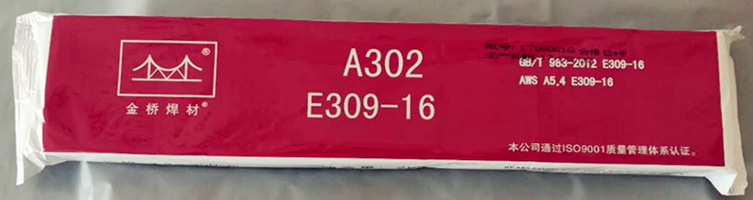 金桥焊材®
A302
E309-16
GB/T 983-2012 E309-16
AWS A5.4 E309-16
本公司通过ISO9001质量管理体系认证。